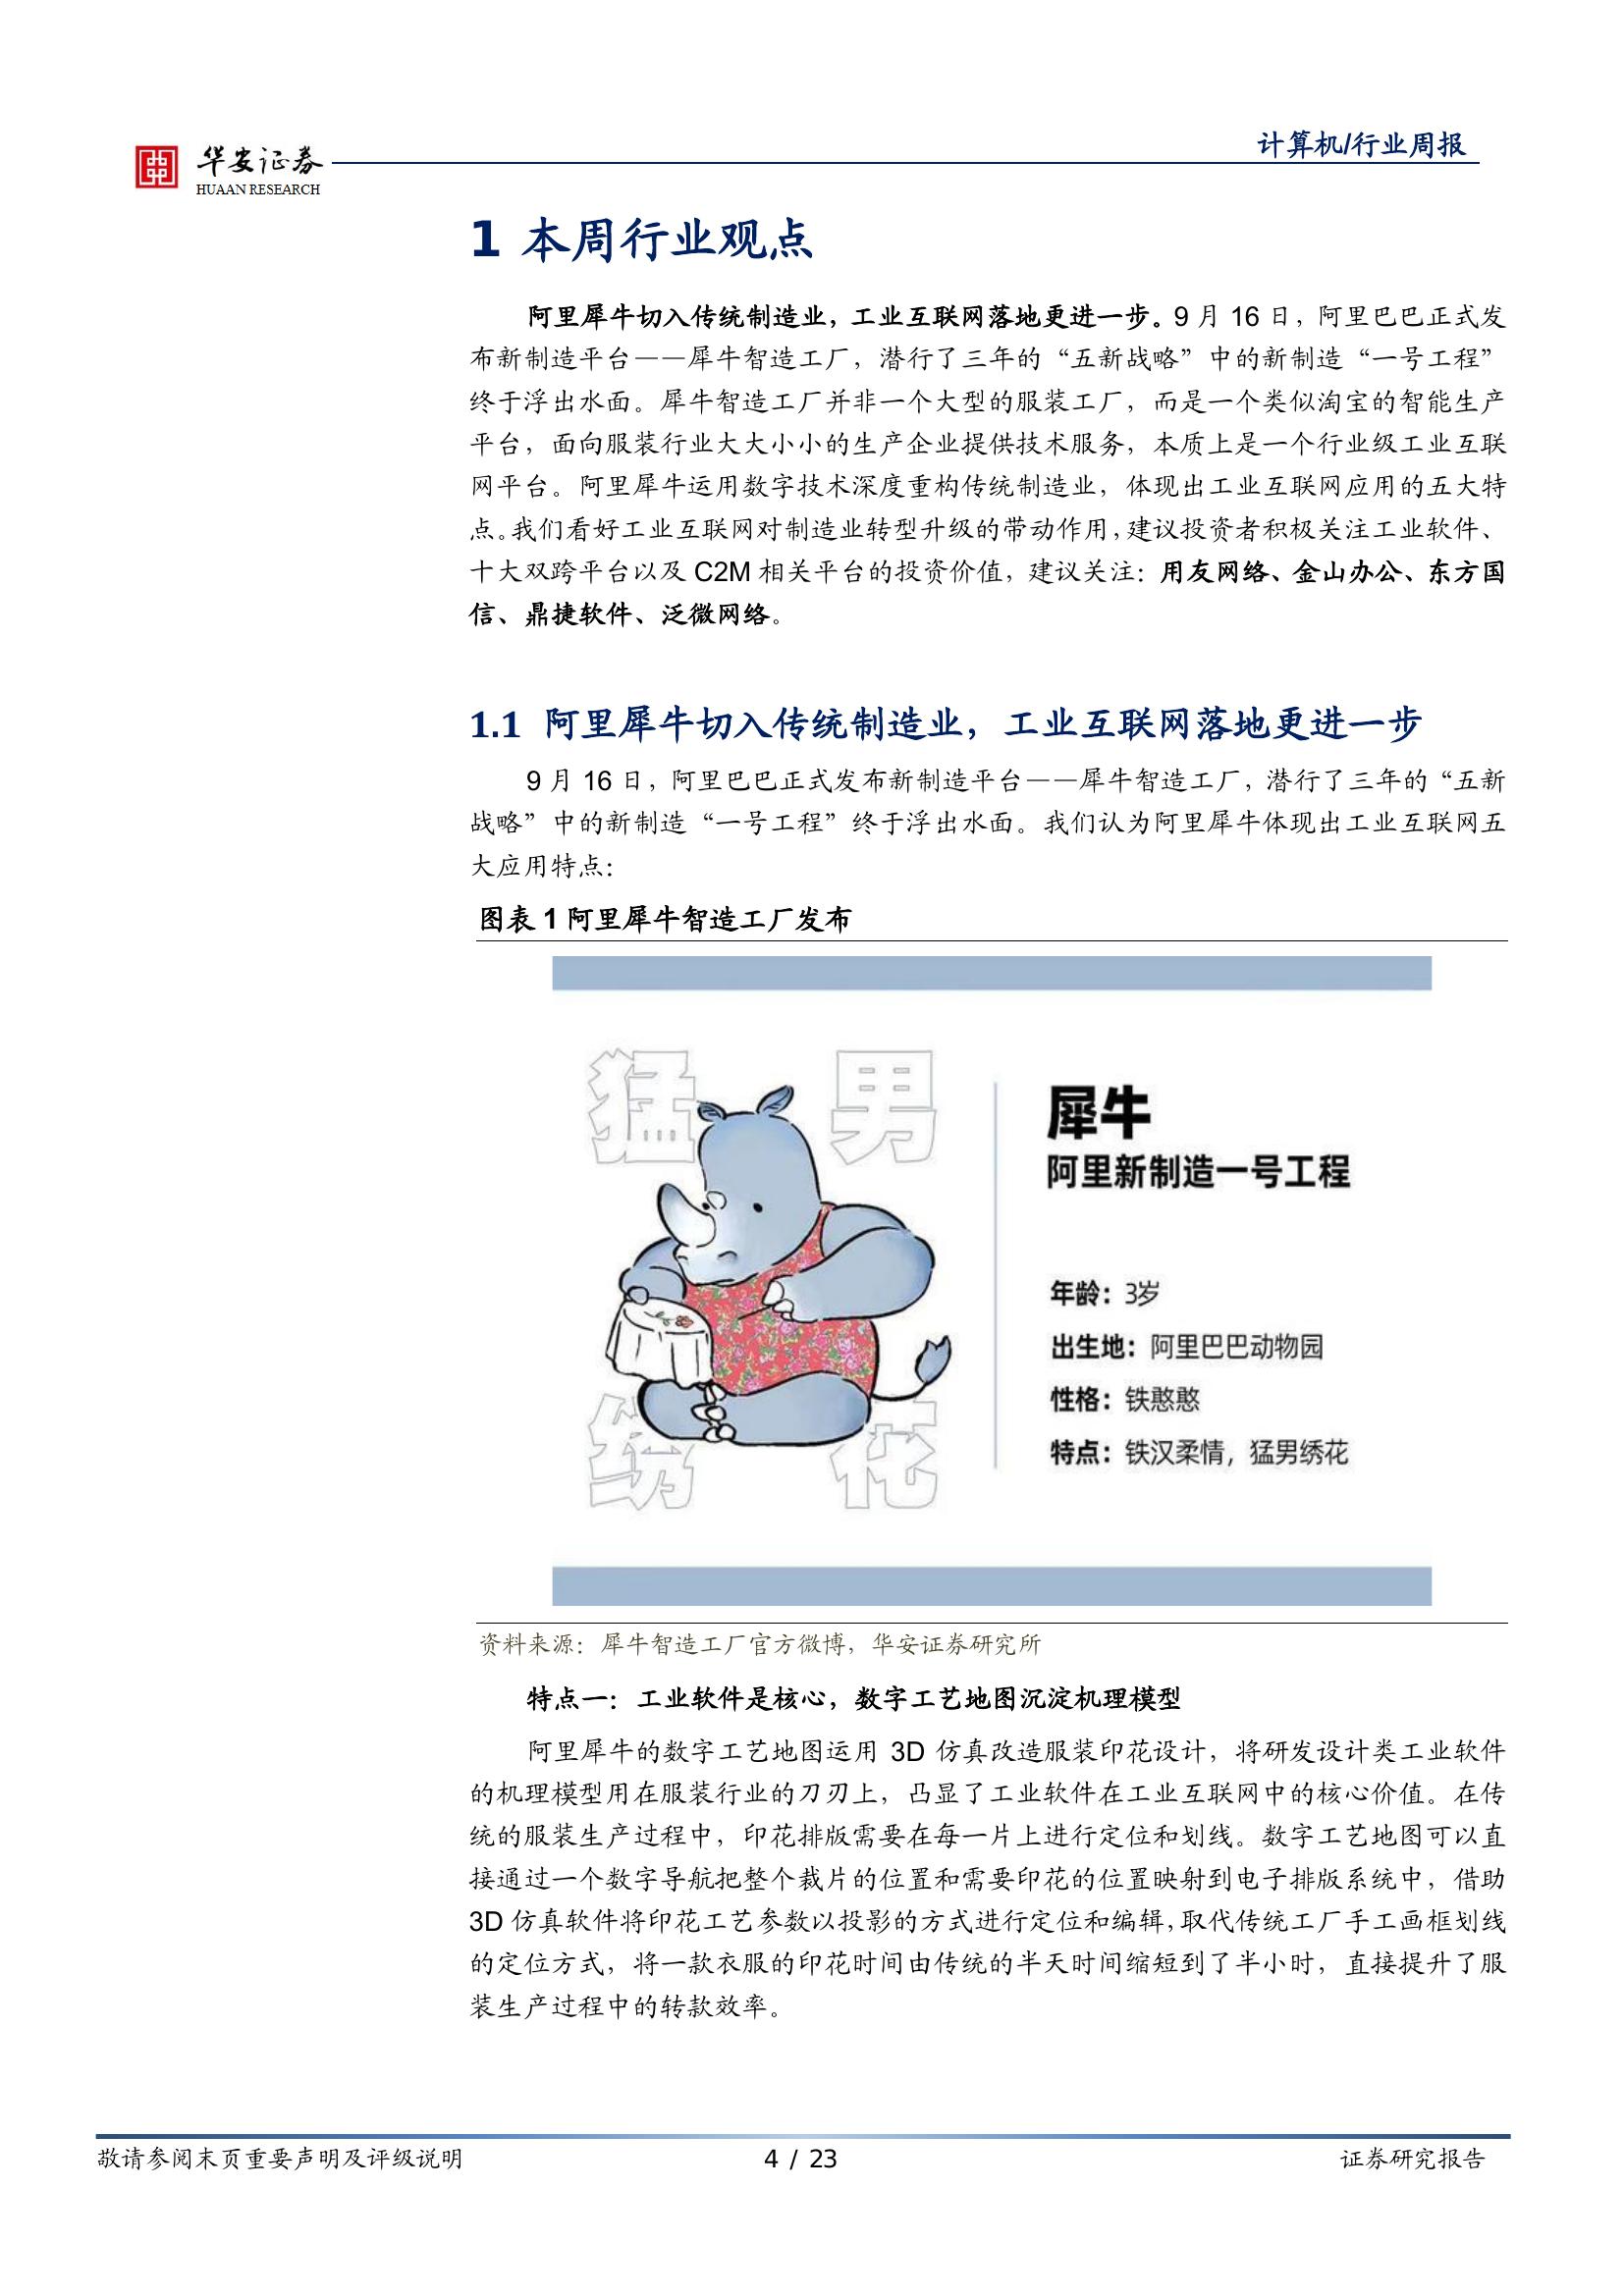 华安证券
HUAAN RESEARCH
计算机/行业周报
1 本周行业观点
阿里犀牛切入传统制造业，工业互联网落地更进一步。9 月 16 日，阿里巴巴正式发
布新制造平台——犀牛智造工厂，潜行了三年的“五新战略”中的新制造“一号工程”
终于浮出水面。犀牛智造工厂并非一个大型的服装工厂，而是一个类似淘宝的智能生产
平台，面向服装行业大大小小的生产企业提供技术服务，本质上是一个行业级工业互联
网平台。阿里犀牛运用数字技术深度重构传统制造业，体现出工业互联网应用的五大特
点。我们看好工业互联网对制造业转型升级的带动作用，建议投资者积极关注工业软件、
十大双跨平台以及 C2M 相关平台的投资价值，建议关注：用友网络、金山办公、东方国
信、鼎捷软件、泛微网络。
1.1 阿里犀牛切入传统制造业，工业互联网落地更进一步
9 月 16 日，阿里巴巴正式发布新制造平台——犀牛智造工厂，潜行了三年的“五新
战略”中的新制造“一号工程”终于浮出水面。我们认为阿里犀牛体现出工业互联网五
大应用特点：
图表 1 阿里犀牛智造工厂发布
猛 男
绣 花
犀牛
阿里新制造一号工程
年龄：3岁
出生地：阿里巴巴动物园
性格：铁憨憨
特点：铁汉柔情，猛男绣花
资料来源：犀牛智造工厂官方微博，华安证券研究所
特点一：工业软件是核心，数字工艺地图沉淀机理模型
阿里犀牛的数字工艺地图运用 3D 仿真改造服装印花设计，将研发设计类工业软件
的机理模型用在服装行业的刀刃上，凸显了工业软件在工业互联网中的核心价值。在传
统的服装生产过程中，印花排版需要在每一片上进行定位和划线。数字工艺地图可以直
接通过一个数字导航把整个裁片的位置和需要印花的位置映射到电子排版系统中，借助
3D 仿真软件将印花工艺参数以投影的方式进行定位和编辑，取代传统工厂手工画框划线
的定位方式，将一款衣服的印花时间由传统的半天时间缩短到了半小时，直接提升了服
装生产过程中的转款效率。
敬请参阅末页重要声明及评级说明
4 / 23
证券研究报告